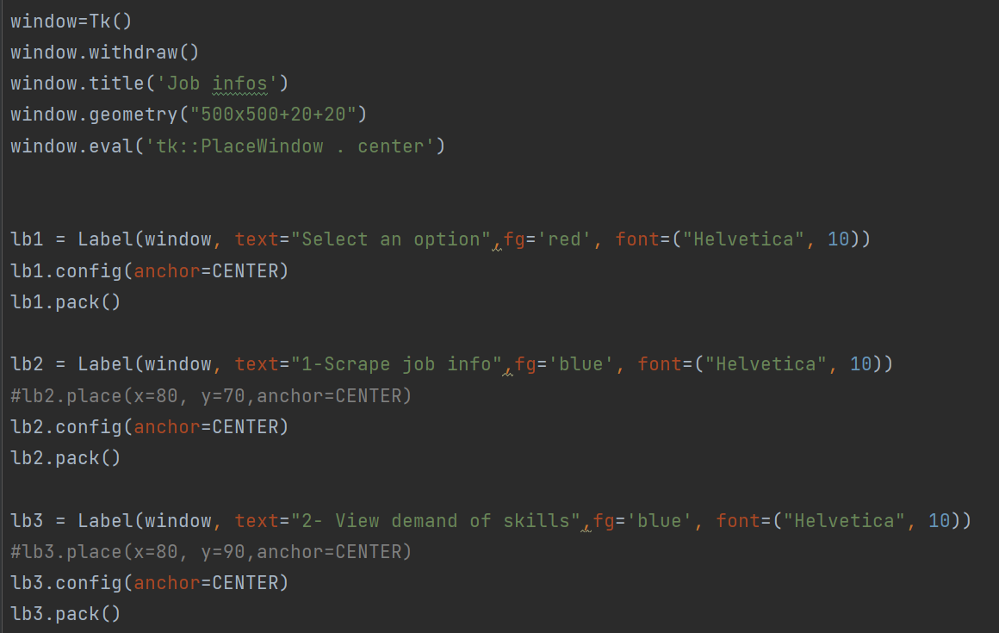 window=Tk()
window.withdraw()
window.title('Job infos')
window.geometry("500x500+20+20")
window.eval('tk::PlaceWindow . center')
lb1 = Label(window, text="Select an option",fg='red', font=("Helvetica", 10))
lb1.config(anchor=CENTER)
lb1.pack()
lb2 = Label(window, text="1-Scrape job info",fg='blue', font=("Helvetica", 10))
#lb2.place(x=80, y=70,anchor=CENTER)
lb2.config(anchor=CENTER)
lb2.pack()
lb3 = Label(window, text="2- View demand of skills",fg='blue', font=("Helvetica", 10))
#lb3.place(x=80, y=90,anchor=CENTER)
lb3.config(anchor=CENTER)
lb3.pack()